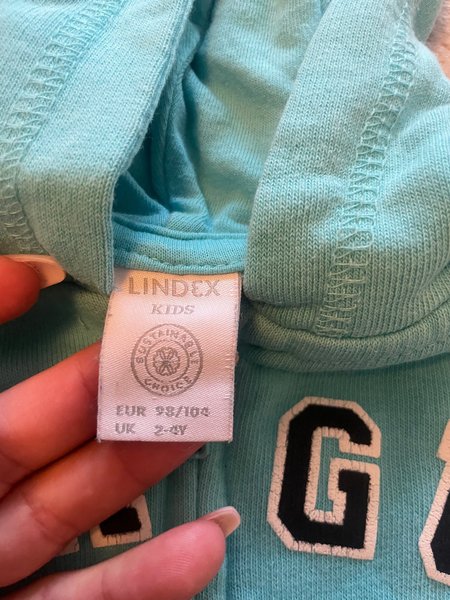 LINDEX
KIDS
SUSTAINABLE
CHOICE
EUR 98/104
UK 2-4Y
G